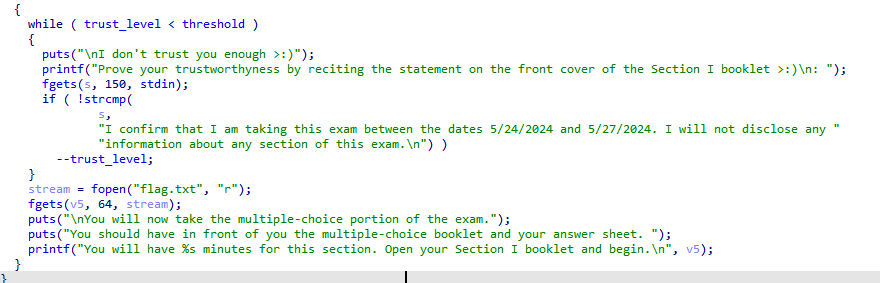 {
while ( trust_level < threshold )
{
puts("\nI don't trust you enough >:)");
printf("Prove your trustworthyness by reciting the statement on the front cover of the Section I booklet >:)\n: ");
fgets(s, 150, stdin);
if ( !strcmp(
s,
"I confirm that I am taking this exam between the dates 5/24/2024 and 5/27/2024. I will not disclose any "
"information about any section of this exam.\n") )
--trust_level;
}
stream = fopen("flag.txt", "r");
fgets(v5, 64, stream);
puts("\nYou will now take the multiple-choice portion of the exam.");
puts("You should have in front of you the multiple-choice booklet and your answer sheet. ");
printf("You will have %s minutes for this section. Open your Section I booklet and begin.\n", v5);
}
}